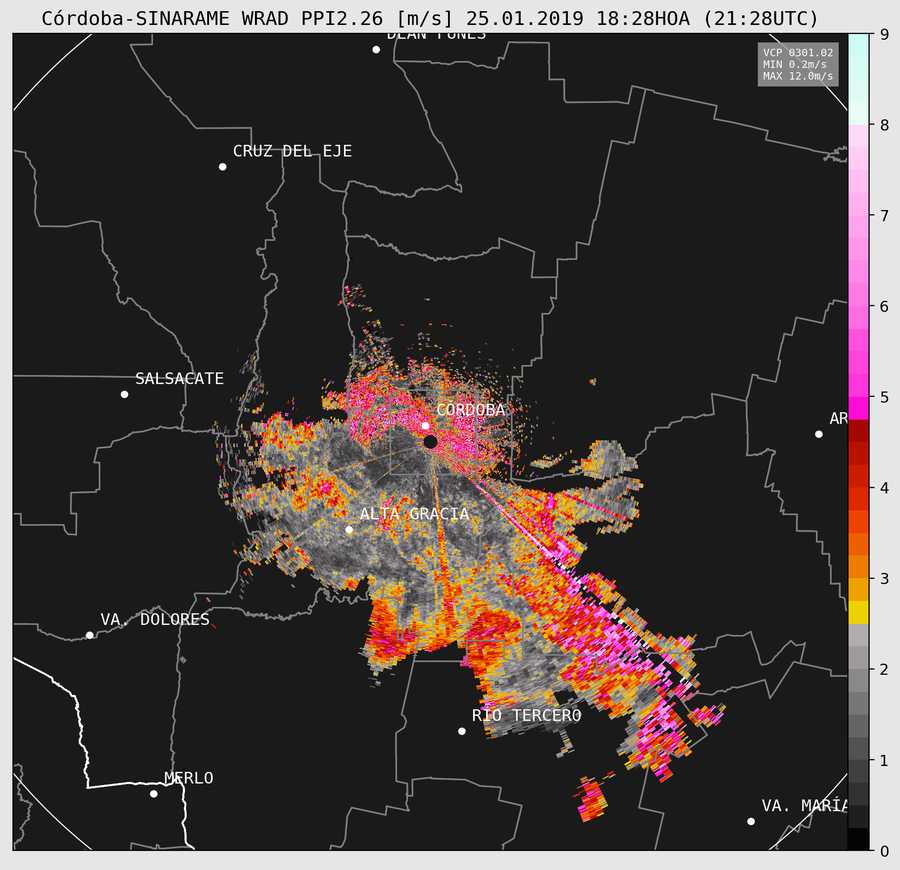 Córdoba-SINARAME WRAD PPI2.26 [m/s] 25.01.2019 18:28HOA (21:28UTC)
DEAN FUNES
VCP 0301.02
MIN 0.2m/s
MAX 12.0m/s
CRUZ DEL EJE
SALSACATE
CÓRDOBA
AR
ALTA GRACIA
VA. DOLORES
RIO TERCERO
MERLO
VA. MARÍA
9
8
7
6
5
4
3
2
1
0